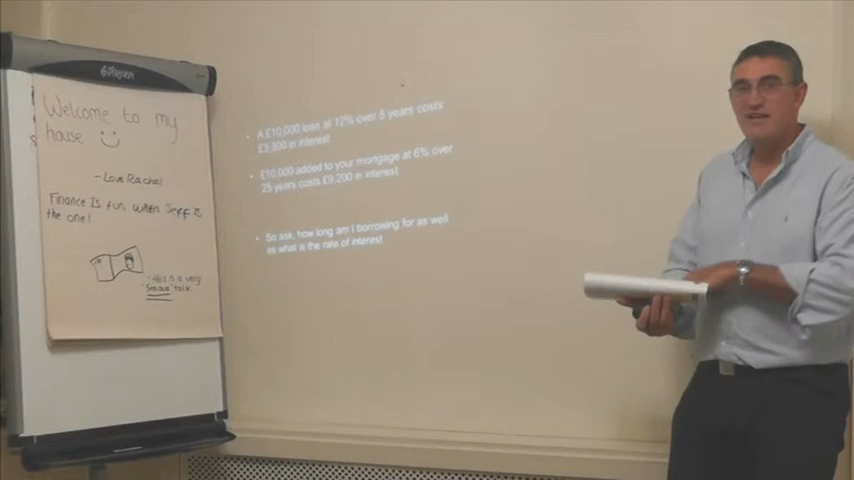 Welcome to my
house
-Love Rachel
Finance Is fun when Jeff is
the one!
"this is a very
"Smove" talk
• A £10,000 loan at 12% over 5 years costs
£3,300 in interest
• £10,000 added to your mortgage at 6% over
25 years costs £9,200 in interest
• So ask, how long am I borrowing for as well
as what is the rate of interest